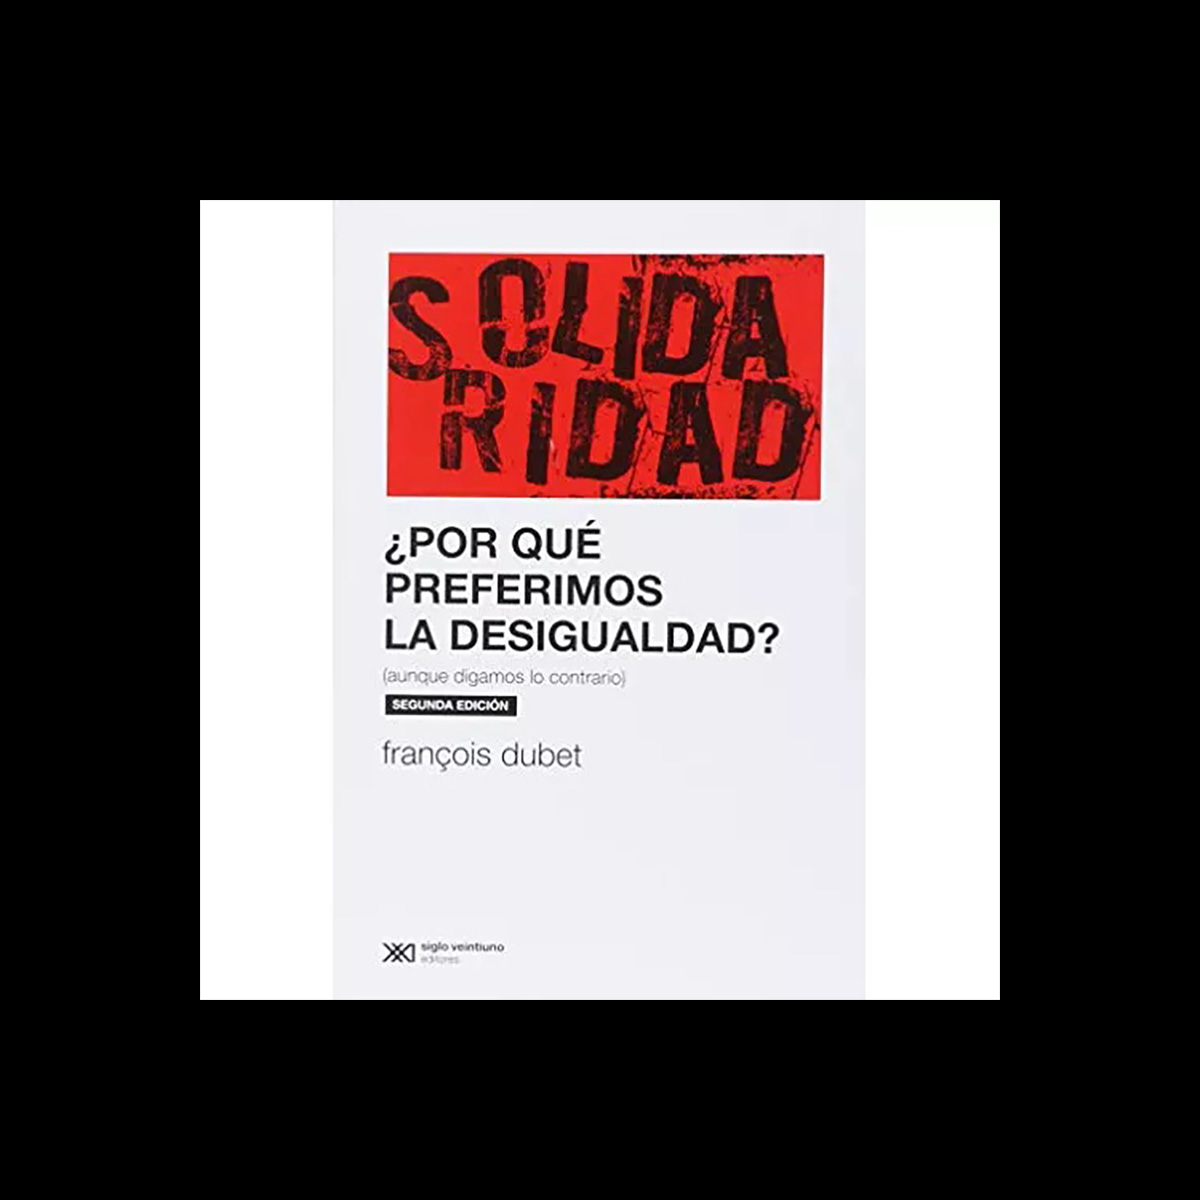 SOLIDA
RIDAD
¿POR QUÉ
PREFERIMOS
LA DESIGUALDAD?
(aunque digamos lo contrario)
SEGUNDA EDICIÓN
françois dubet
siglo veintiuno
editores